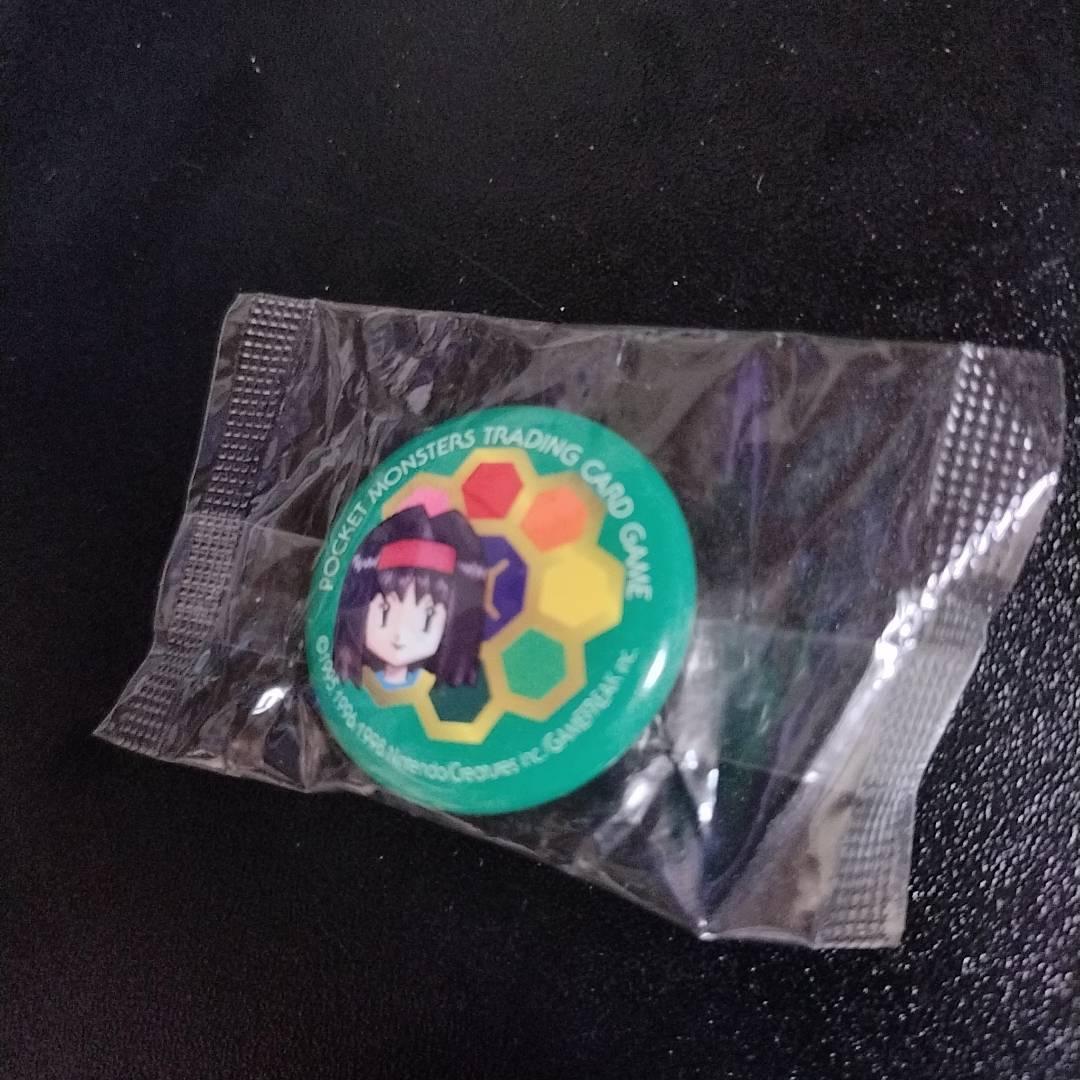 POCKET MONSTERS TRADING CARD GAME
©1995,1996,1998 Nintendo Creatures inc. GAMEFREAK inc.